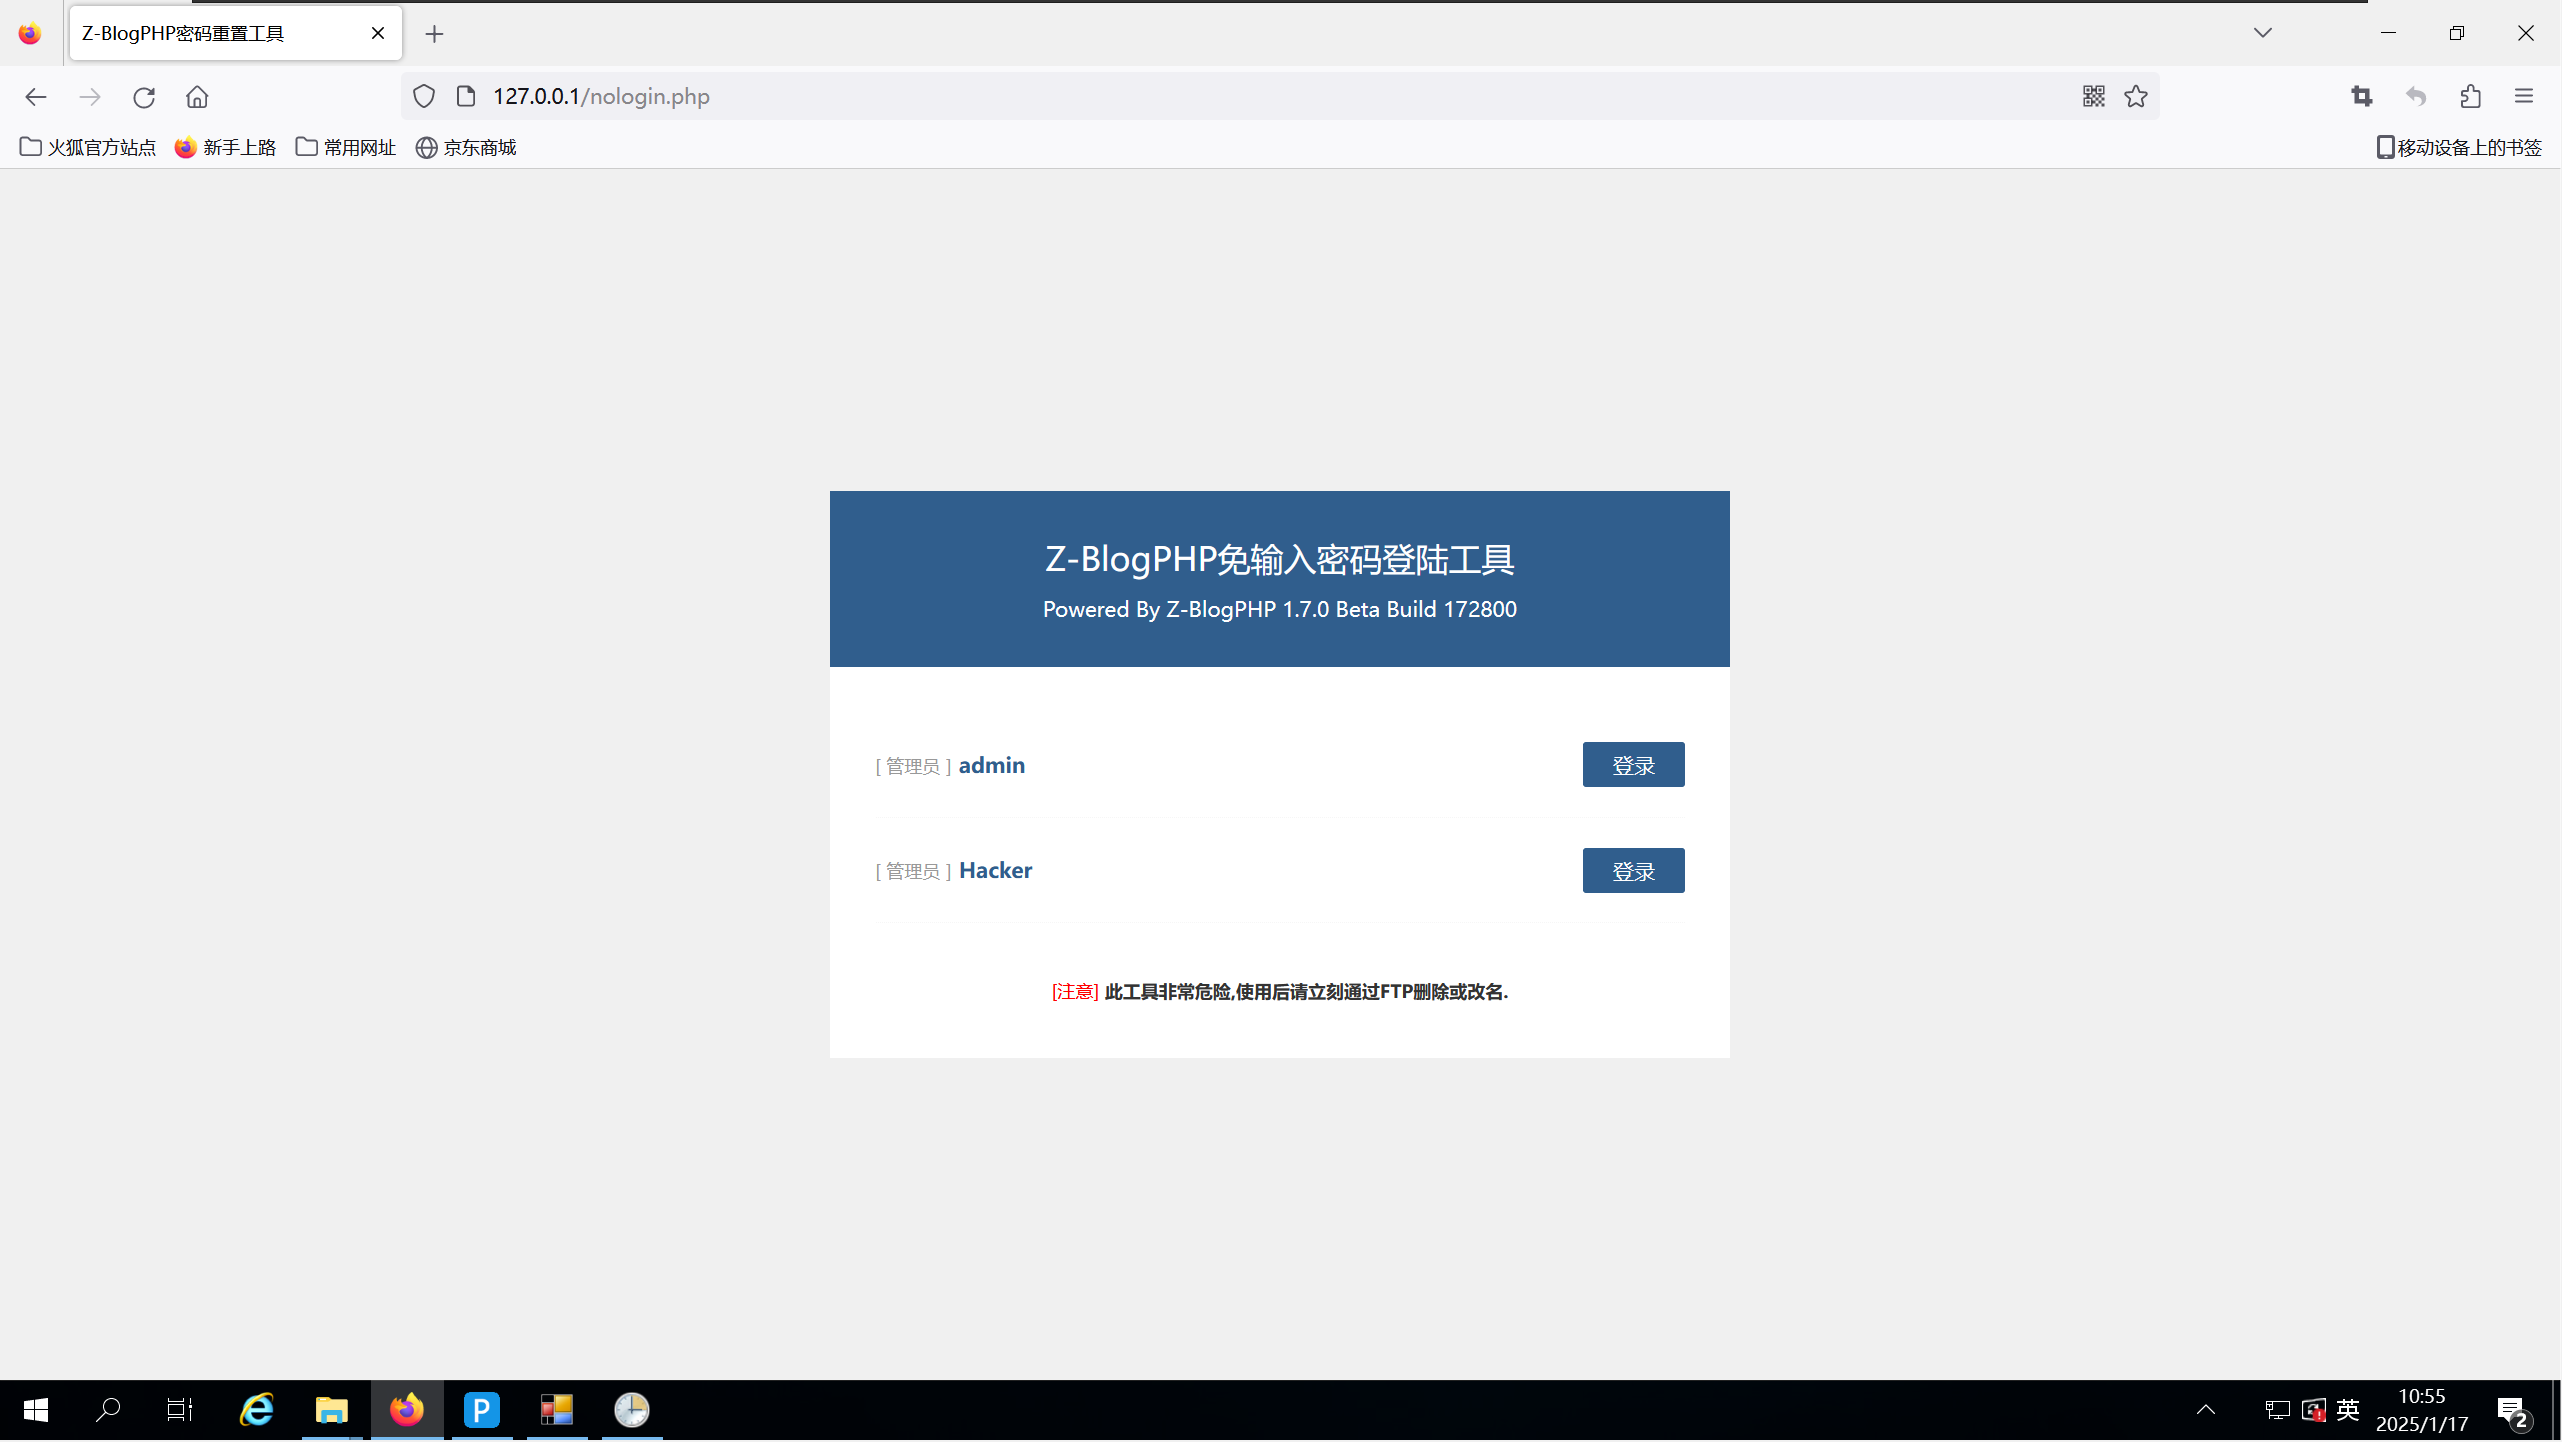 Z-BlogPHP密码重置工具
127.0.0.1/nologin.php
火狐官方站点 新手上路 常用网址 京东商城 移动设备上的书签
Z-BlogPHP免输入密码登陆工具
Powered By Z-BlogPHP 1.7.0 Beta Build 172800
[ 管理员 ] admin 登录
[ 管理员 ] Hacker 登录
[注意] 此工具非常危险,使用后请立刻通过FTP删除或改名.
英
10:55
2025/1/17
2